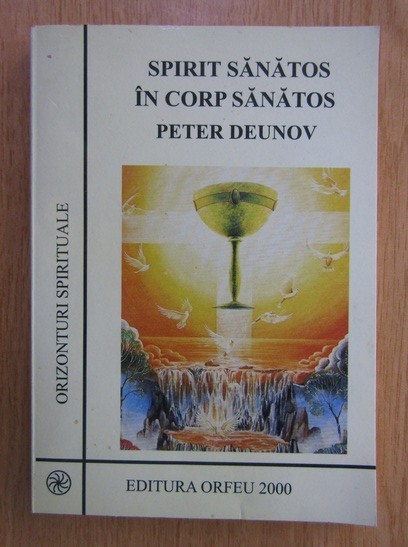 SPIRIT SĂNĂTOS
ÎN CORP SĂNĂTOS
PETER DEUNOV
ORIZONTURI SPIRITUALE
EDITURA ORFEU 2000